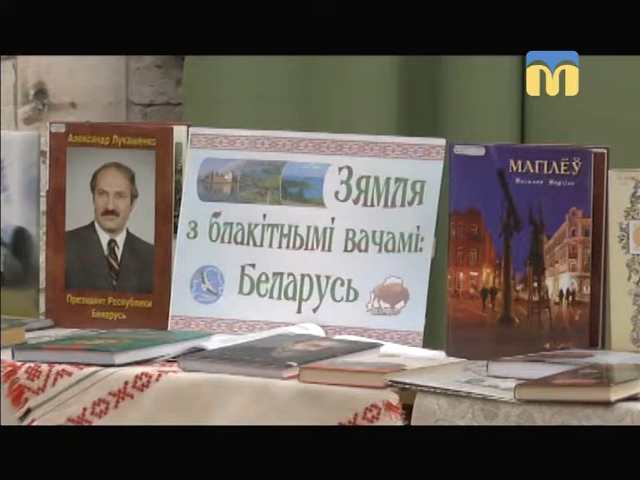 Александр Лукашенко
Президент Республики
Беларусь
Зямля
з блакітнымі вачамі:
Беларусь
МАГІЛЁЎ